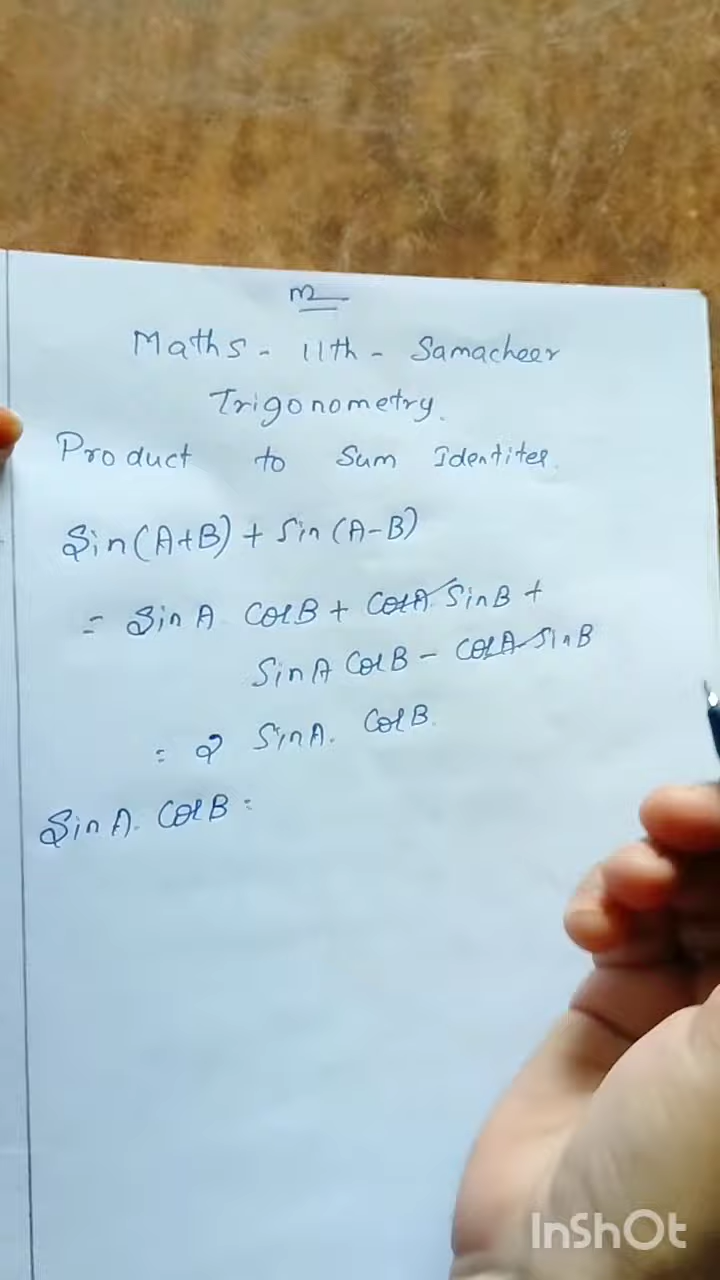 m
Maths - 11th - Samacheer
Trigonometry.
Product to Sum Identites.
Sin(A+B) + Sin (A-B)
= Sin A CosB + CosA SinB +
SinA CosB - CosA SinB
= 2 SinA. CosB.
Sin A. CosB =
InShOt